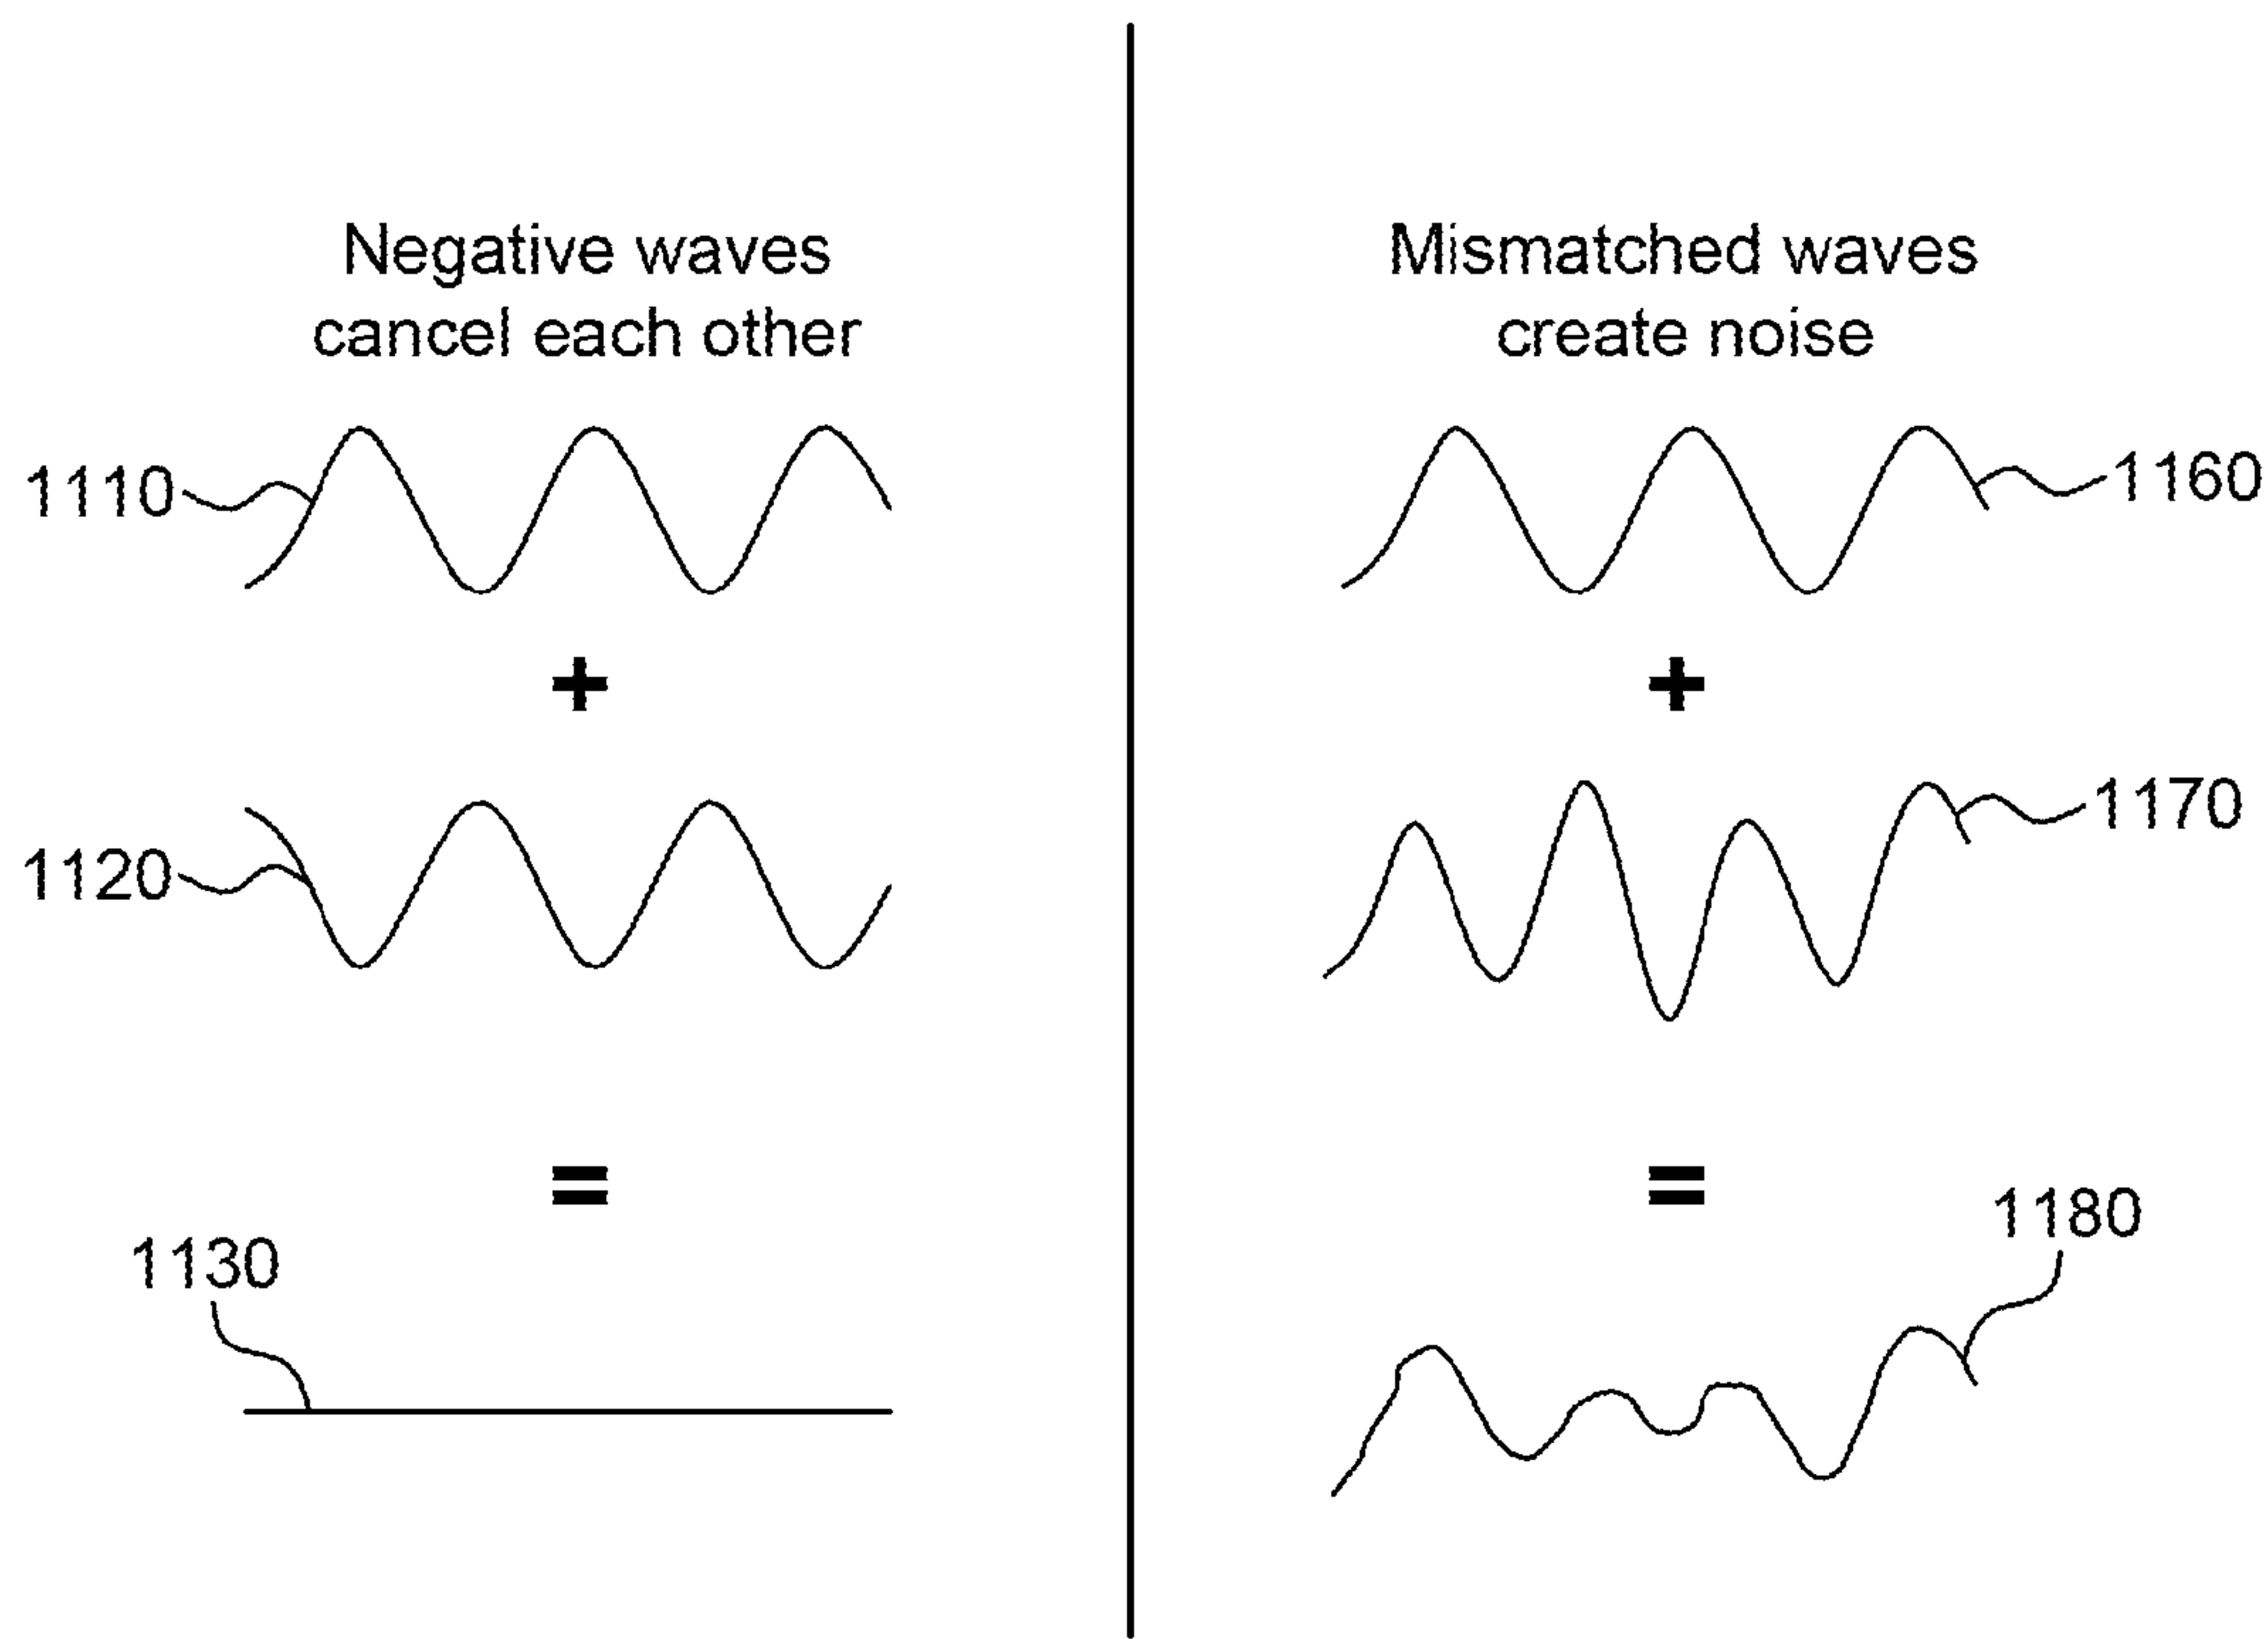 Negative waves
cancel each other
1110
+
1120
=
1130
Mismatched waves
create noise
1160
+
1170
=
1180